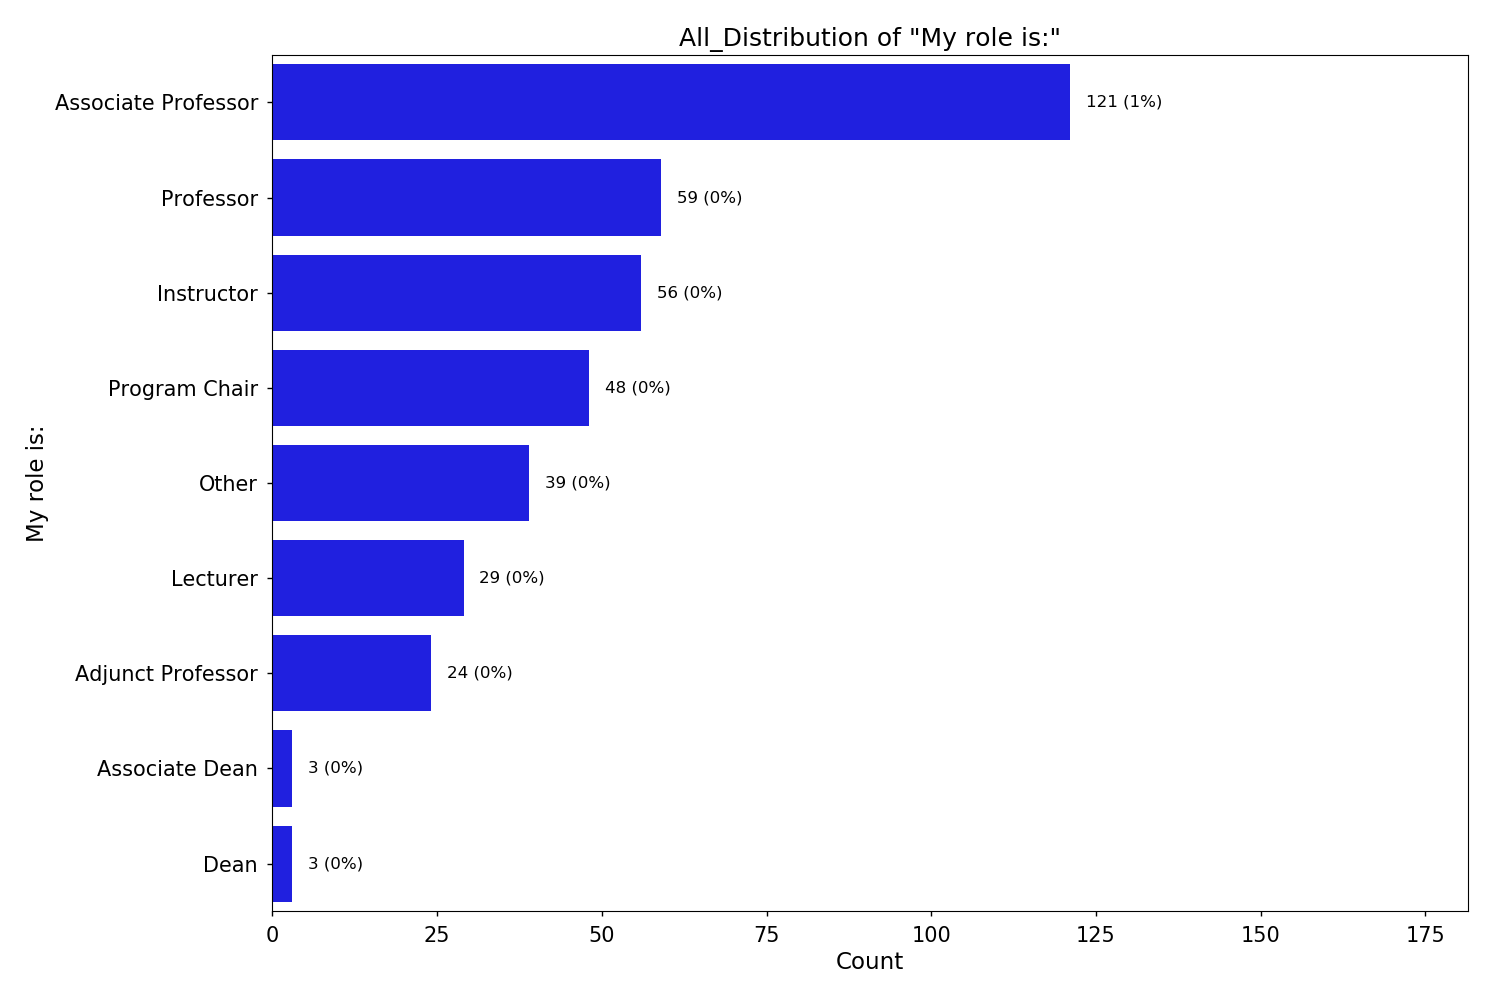 All_Distribution of "My role is:"
Associate Professor 121 (1%)
Professor 59 (0%)
Instructor 56 (0%)
Program Chair 48 (0%)
Other 39 (0%)
Lecturer 29 (0%)
Adjunct Professor 24 (0%)
Associate Dean 3 (0%)
Dean 3 (0%)
My role is:
0 25 50 75 100 125 150 175
Count